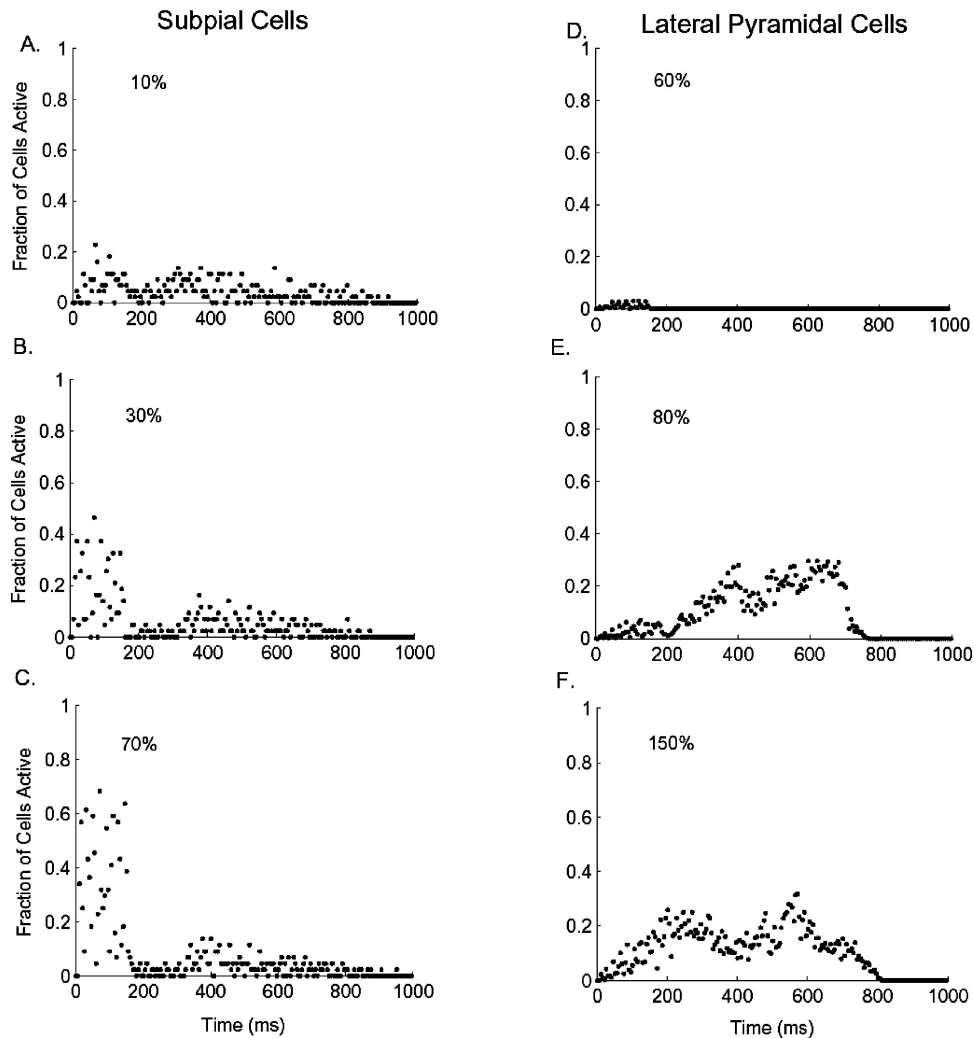 Subpial Cells
Lateral Pyramidal Cells
A.
Fraction of Cells Active
10%
1
0.8
0.6
0.4
0.2
0
0 200 400 600 800 1000
D.
60%
1
0.8
0.6
0.4
0.2
0
0 200 400 600 800 1000
B.
Fraction of Cells Active
30%
1
0.8
0.6
0.4
0.2
0
0 200 400 600 800 1000
E.
80%
1
0.8
0.6
0.4
0.2
0
0 200 400 600 800 1000
C.
Fraction of Cells Active
70%
1
0.8
0.6
0.4
0.2
0
0 200 400 600 800 1000
Time (ms)
F.
150%
1
0.8
0.6
0.4
0.2
0
0 200 400 600 800 1000
Time (ms)